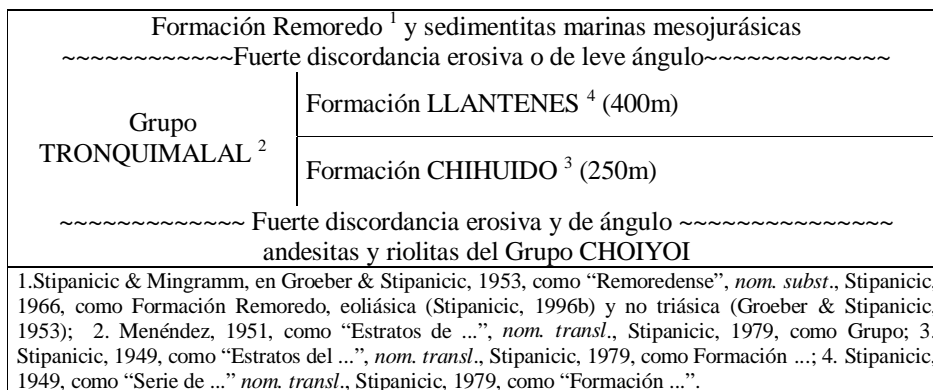 Formación Remoredo ¹ y sedimentitas marinas mesojurásicas
~~~~~~~~~~~~Fuerte discordancia erosiva o de leve ángulo~~~~~~~~~~~~~
Grupo
TRONQUIMALAL ²
Formación LLANTENES ⁴ (400m)
Formación CHIHUIDO ³ (250m)
~~~~~~~~~~~~~ Fuerte discordancia erosiva y de ángulo ~~~~~~~~~~~~~~~
andesitas y riolitas del Grupo CHOIYOI
1.Stipanicic & Mingramm, en Groeber & Stipanicic, 1953, como “Remoredense”, nom. subst., Stipanicic,
1966, como Formación Remoredo, eoliásica (Stipanicic, 1996b) y no triásica (Groeber & Stipanicic,
1953); 2. Menéndez, 1951, como “Estratos de ...”, nom. transl., Stipanicic, 1979, como Grupo; 3.
Stipanicic, 1949, como “Estratos del ...”, nom. transl., Stipanicic, 1979, como Formación ...; 4. Stipanicic,
1949, como “Serie de ...” nom. transl., Stipanicic, 1979, como “Formación ...”.